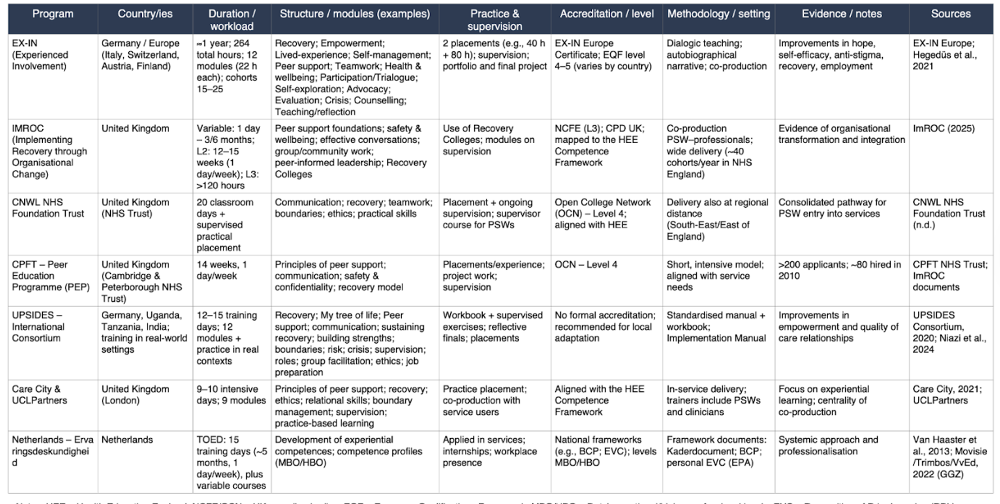 Program
Country/ies
Duration /
workload
Structure / modules (examples)
Practice &
supervision
Accreditation / level
Methodology / setting
Evidence / notes
Sources
EX-IN
(Experienced
Involvement)
Germany / Europe
(Italy, Switzerland,
Austria, Finland)
≈1 year; 264
total hours; 12
modules (22 h
each); cohorts
15–25
Recovery; Empowerment;
Lived-experience; Self-management;
Peer support; Teamwork; Health &
wellbeing; Participation/Trialogue;
Self-exploration; Advocacy;
Evaluation; Crisis; Counselling;
Teaching/reflection
2 placements (e.g., 40 h
+ 80 h); supervision;
portfolio and final project
EX-IN Europe
Certificate; EQF level
4–5 (varies by country)
Dialogic teaching;
autobiographical
narrative; co-production
Improvements in hope,
self-efficacy, anti-stigma,
recovery, employment
EX-IN Europe;
Hegedüs et al.,
2021
IMROC
(Implementing
Recovery through
Organisational
Change)
United Kingdom
Variable: 1 day
– 3/6 months;
L2: 12–15
weeks (1
day/week); L3:
>120 hours
Peer support foundations; safety &
wellbeing; effective conversations;
group/community work;
peer-informed leadership; Recovery
Colleges
Use of Recovery
Colleges; modules on
supervision
NCFE (L3); CPD UK;
mapped to the HEE
Competence
Framework
Co-production
PSW–professionals;
wide delivery (~40
cohorts/year in NHS
England)
Evidence of organisational
transformation and integration
ImROC (2025)
CNWL NHS
Foundation Trust
United Kingdom
(NHS Trust)
20 classroom
days +
supervised
practical
placement
Communication; recovery; teamwork;
boundaries; ethics; practical skills
Placement + ongoing
supervision; supervisor
course for PSWs
Open College Network
(OCN) – Level 4;
aligned with HEE
Delivery also at regional
distance
(South-East/East of
England)
Consolidated pathway for
PSW entry into services
CNWL NHS
Foundation Trust
(n.d.)
CPFT – Peer
Education
Programme (PEP)
United Kingdom
(Cambridge &
Peterborough NHS
Trust)
14 weeks, 1
day/week
Principles of peer support;
communication; safety &
confidentiality; recovery model
Placements/experience;
project work;
supervision
OCN – Level 4
Short, intensive model;
aligned with service
needs
>200 applicants; ~80 hired in
2010
CPFT NHS Trust;
ImROC
documents
UPSIDES –
International
Consortium
Germany, Uganda,
Tanzania, India;
training in real-world
settings
12–15 training
days; 12
modules +
practice in real
contexts
Recovery; My tree of life; Peer
support; communication; sustaining
recovery; building strengths;
boundaries; risk; crisis; supervision;
roles; group facilitation; ethics; job
preparation
Workbook + supervised
exercises; reflective
finals; placements
No formal accreditation;
recommended for local
adaptation
Standardised manual +
workbook;
Implementation Manual
Improvements in
empowerment and quality of
care relationships
UPSIDES
Consortium,
2020; Niazi et al.,
2024
Care City &
UCLPartners
United Kingdom
(London)
9–10 intensive
days; 9 modules
Principles of peer support; recovery;
ethics; relational skills; boundary
management; supervision;
practice-based learning
Practice placement;
co-production with
service users
Aligned with the HEE
Competence
Framework
In-service delivery;
trainers include PSWs
and clinicians
Focus on experiential
learning; centrality of
co-production
Care City, 2021;
UCLPartners
Netherlands – Erva
ringsdeskundighei
d
Netherlands
TOED: 15
training days (~5
months, 1
day/week), plus
variable courses
Development of experiential
competences; competence profiles
(MBO/HBO)
Applied in services;
internships; workplace
presence
National frameworks
(e.g., BCP; EVC); levels
MBO/HBO
Framework documents:
Kaderdocument; BCP;
personal EVC (EPA)
Systemic approach and
professionalisation
Van Haaster et
al., 2013; Movisie
/Trimbos/VvEd,
2022 (GGZ)